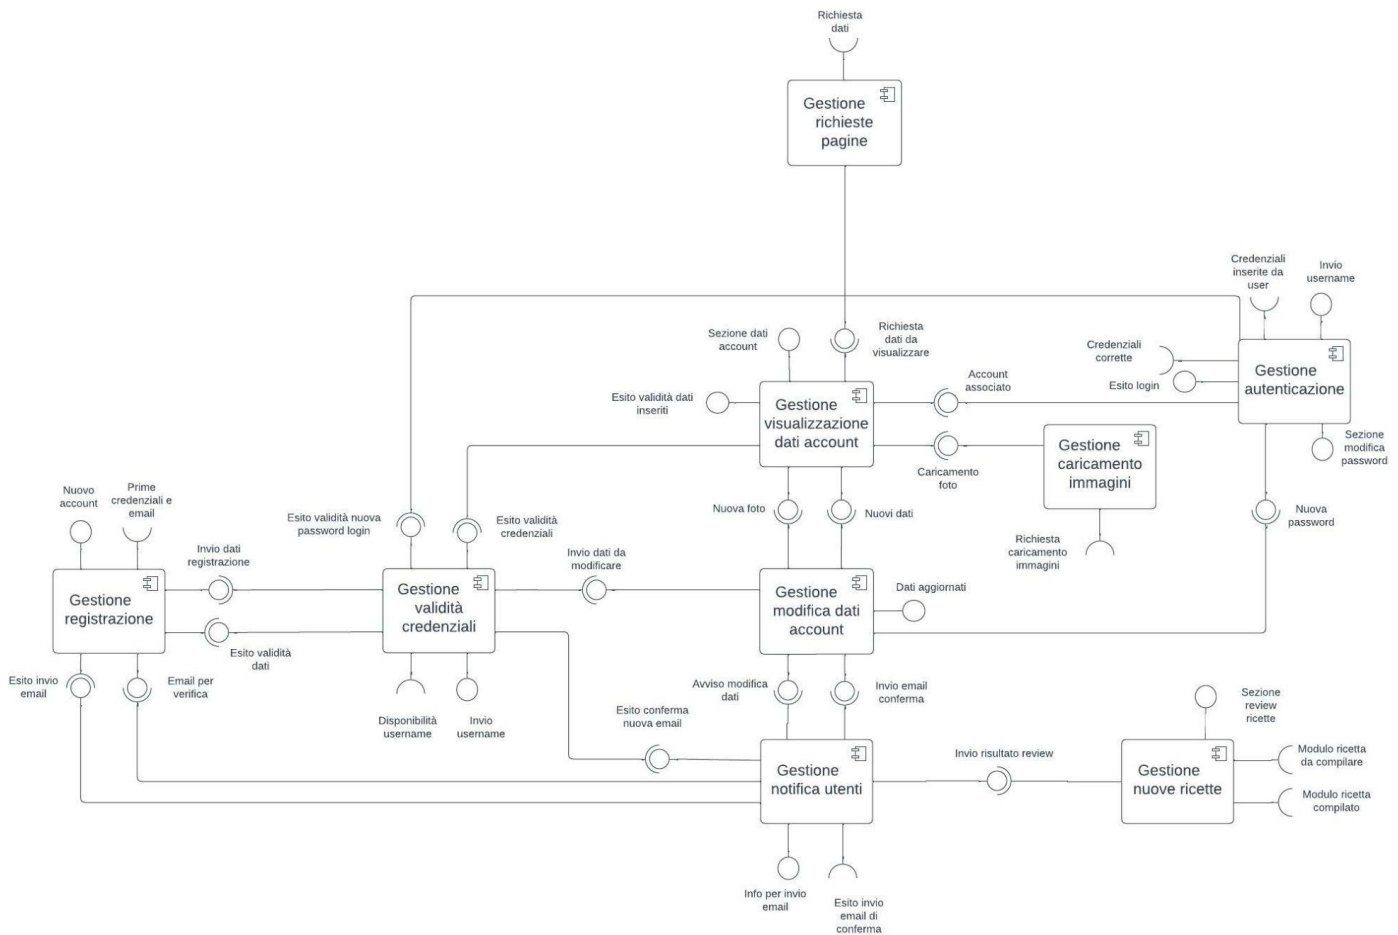 Richiesta
dati
Gestione
richieste
pagine
Credenziali
inserite da
user
Invio
username
Sezione dati
account
Richiesta
dati da
visualizzare
Credenziali
corrette
Esito login
Gestione
autenticazione
Account
associato
Esito validità dati
inseriti
Gestione
visualizzazione
dati account
Gestione
caricamento
immagini
Sezione
modifica
password
Caricamento
foto
Nuovo
account
Prime
credenziali e
email
Esito validità nuova
password login
Esito validità
credenziali
Nuova foto
Nuovi dati
Nuova
password
Richiesta
caricamento
immagini
Invio dati
registrazione
Invio dati da
modificare
Gestione
registrazione
Gestione
validità
credenziali
Gestione
modifica dati
account
Dati aggiornati
Esito validità
dati
Esito invio
email
Email per
verifica
Disponibilità
username
Invio
username
Avviso modifica
dati
Invio email
conferma
Esito conferma
nuova email
Sezione
review
ricette
Invio risultato review
Gestione
notifica utenti
Gestione
nuove ricette
Modulo ricetta
da compilare
Modulo ricetta
compilato
Info per invio
email
Esito invio
email di
conferma